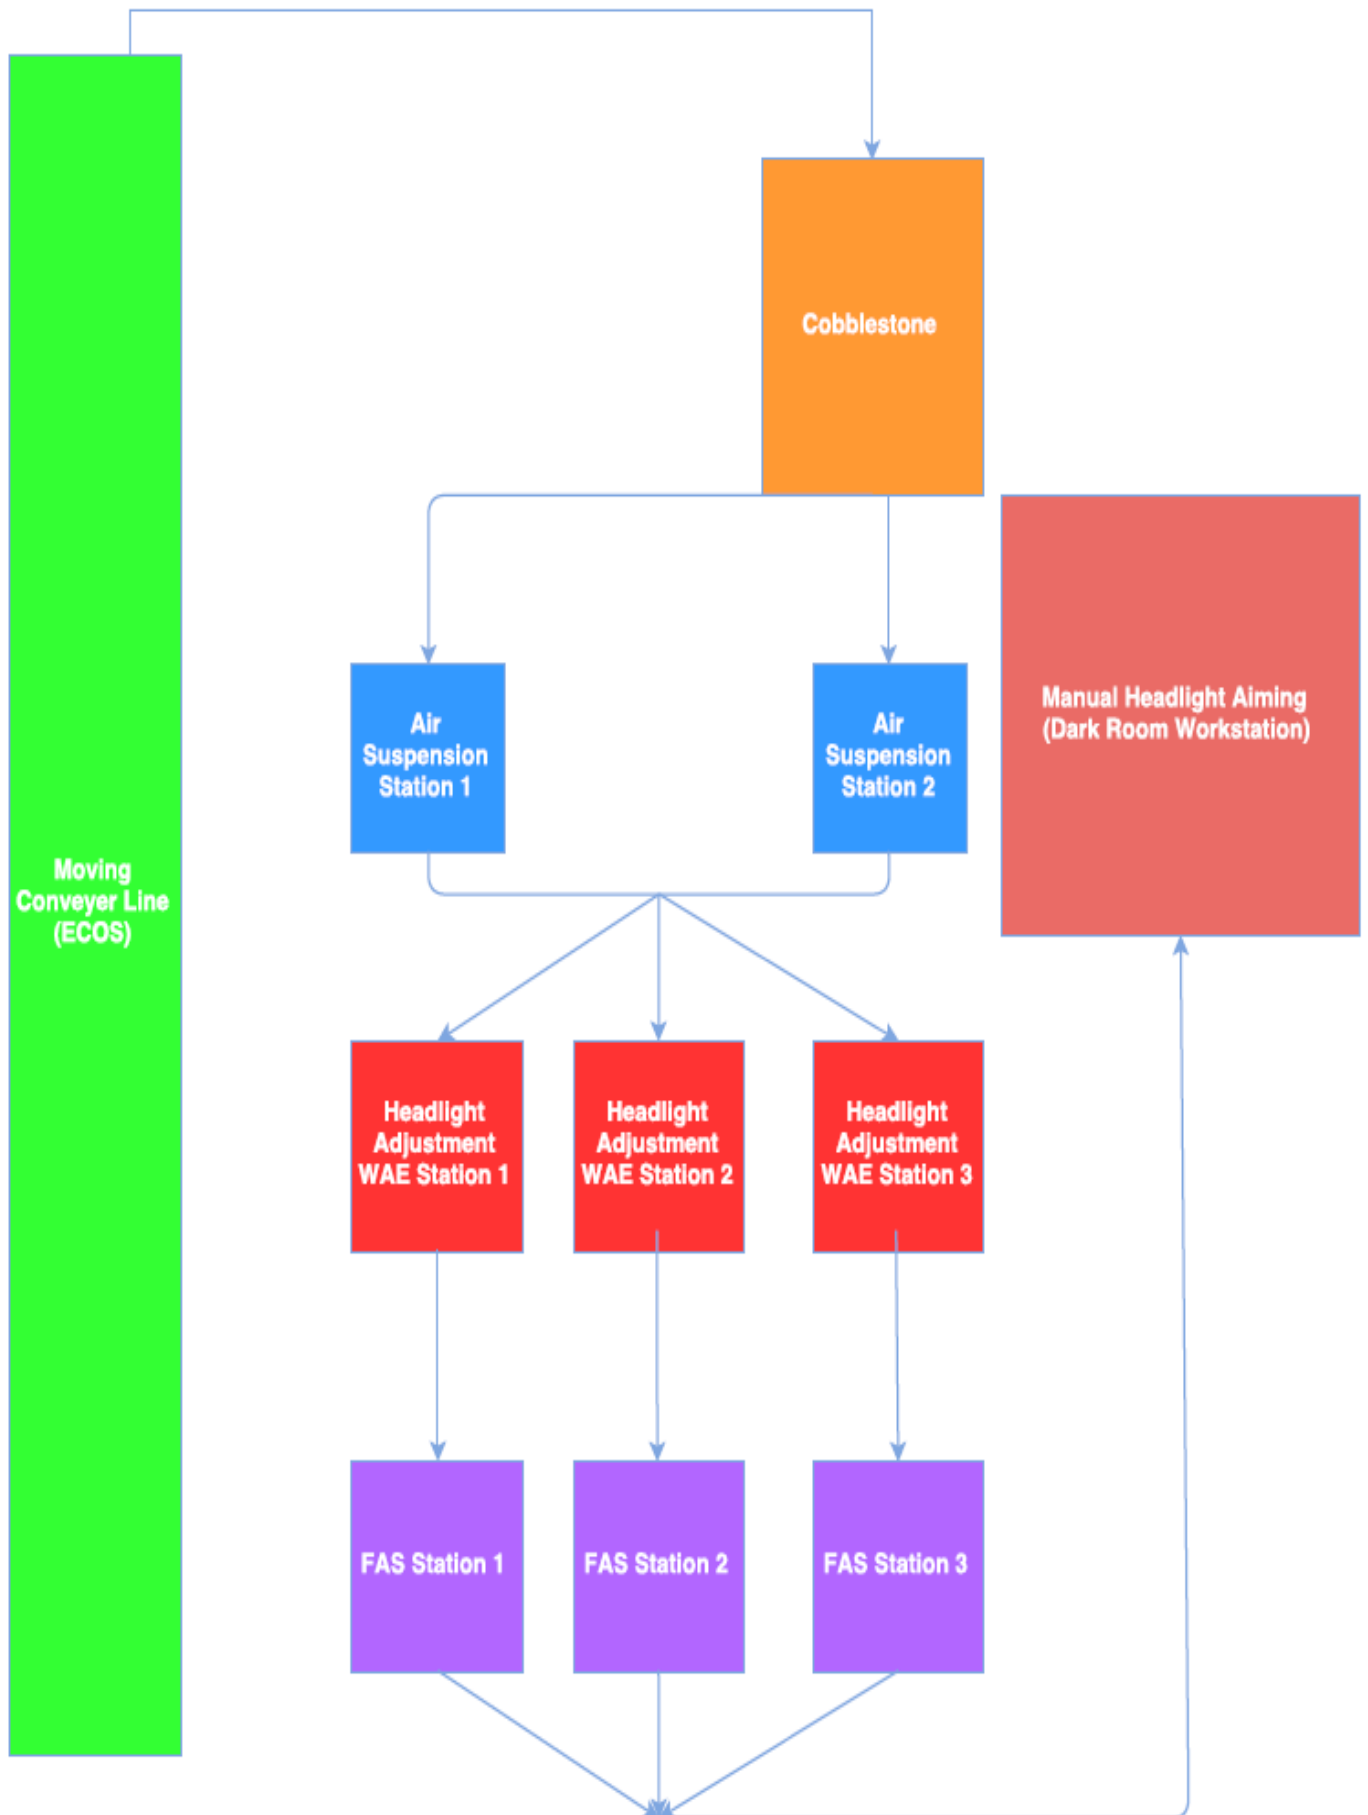 Cobblestone
Manual Headlight Aiming
(Dark Room Workstation)
Air
Suspension
Station 1
Air
Suspension
Station 2
Moving
Conveyer Line
(ECOS)
Headlight
Adjustment
WAE Station 1
Headlight
Adjustment
WAE Station 2
Headlight
Adjustment
WAE Station 3
FAS Station 1
FAS Station 2
FAS Station 3